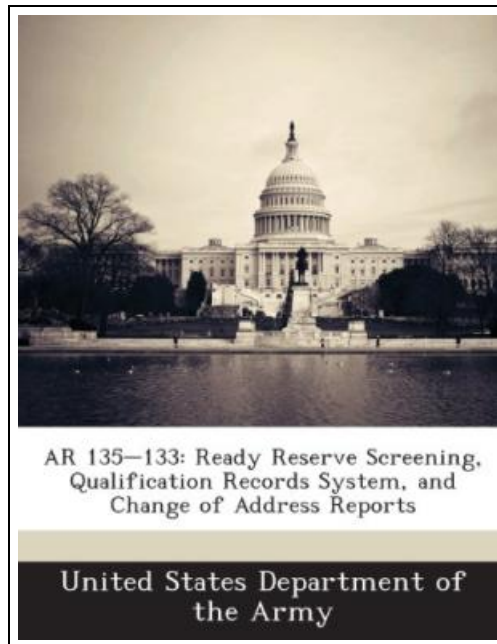 AR 135—133: Ready Reserve Screening,
Qualification Records System, and
Change of Address Reports
United States Department of
the Army